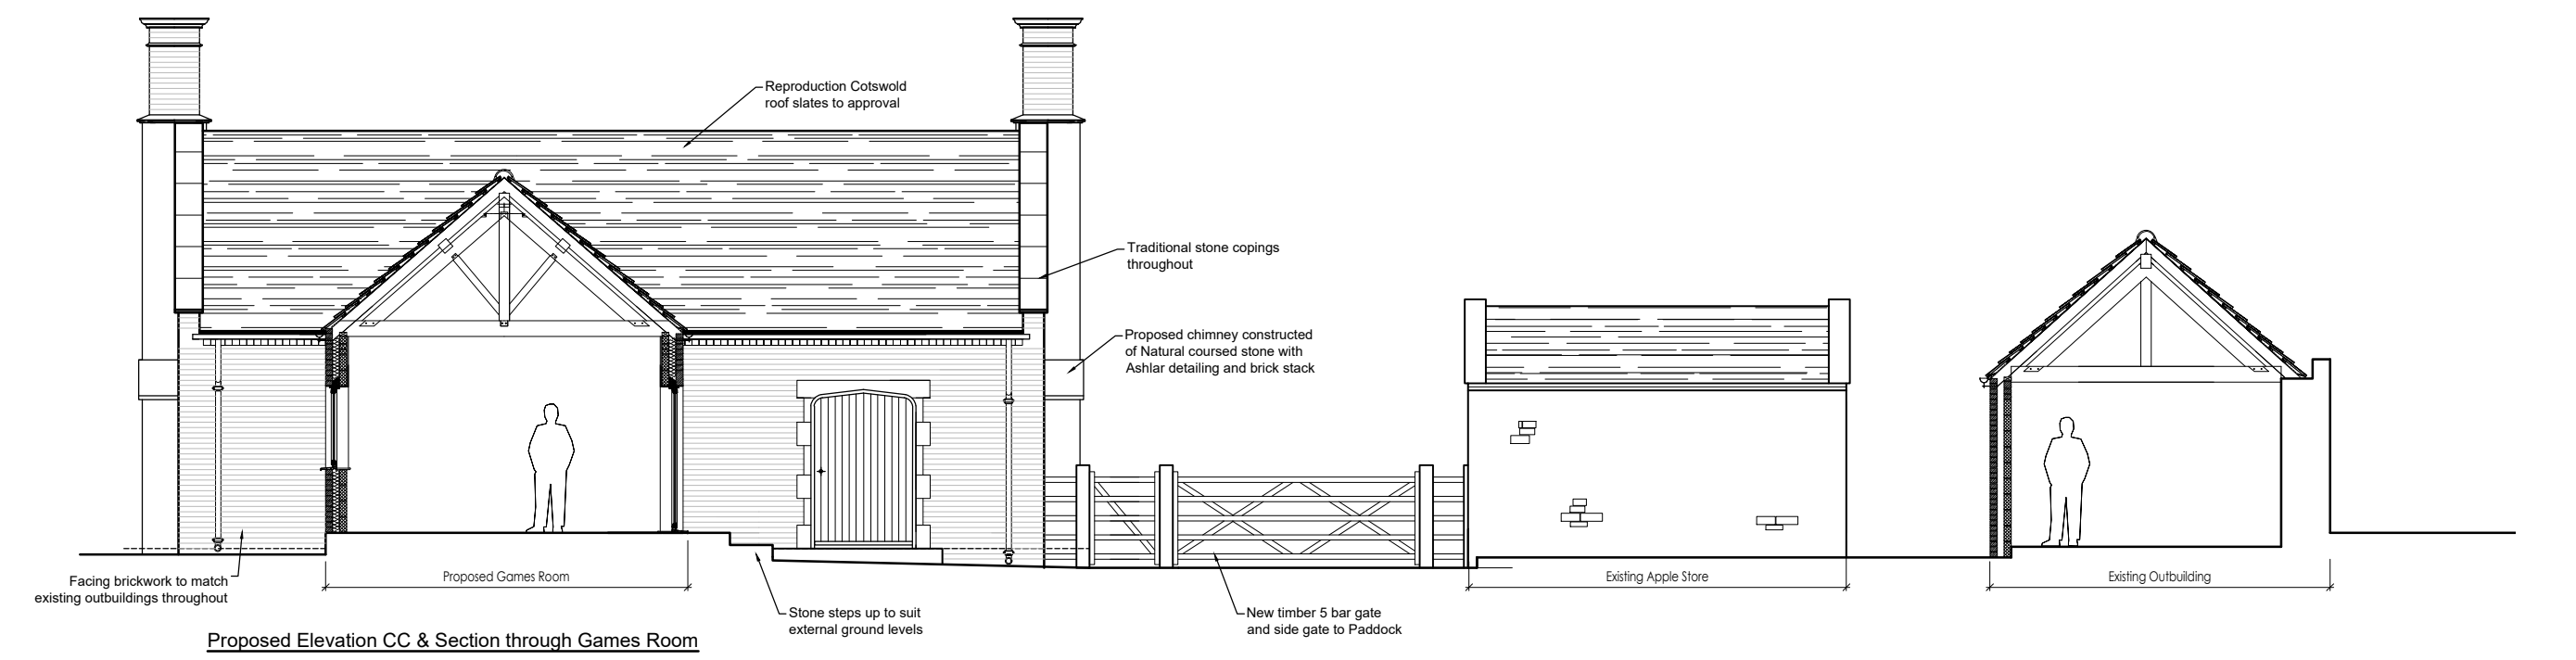 Reproduction Cotswold
roof slates to approval
Traditional stone copings
throughout
Proposed chimney constructed
of Natural coursed stone with
Ashlar detailing and brick stack
Facing brickwork to match
existing outbuildings throughout
Proposed Games Room
Existing Apple Store
Existing Outbuilding
Stone steps up to suit
external ground levels
New timber 5 bar gate
and side gate to Paddock
Proposed Elevation CC & Section through Games Room